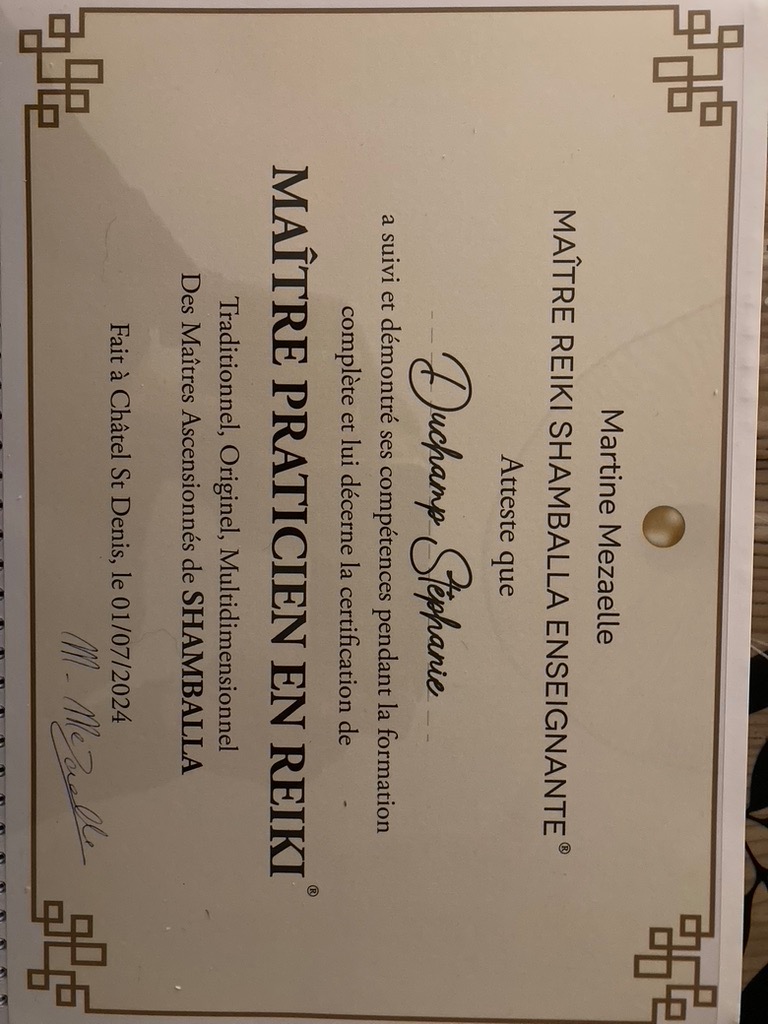 Martine Mezaelle
MAÎTRE REIKI SHAMBALLA ENSEIGNANTE®
Atteste que
Duchamp Stéphanie
a suivi et démontré ses compétences pendant la formation
complète et lui décerne la certification de
MAÎTRE PRATICIEN EN REIKI®
Traditionnel, Originel, Multidimensionnel
Des Maîtres Ascensionnés de SHAMBALLA
Fait à Châtel St Denis, le 01/07/2024
M - Mezaelle